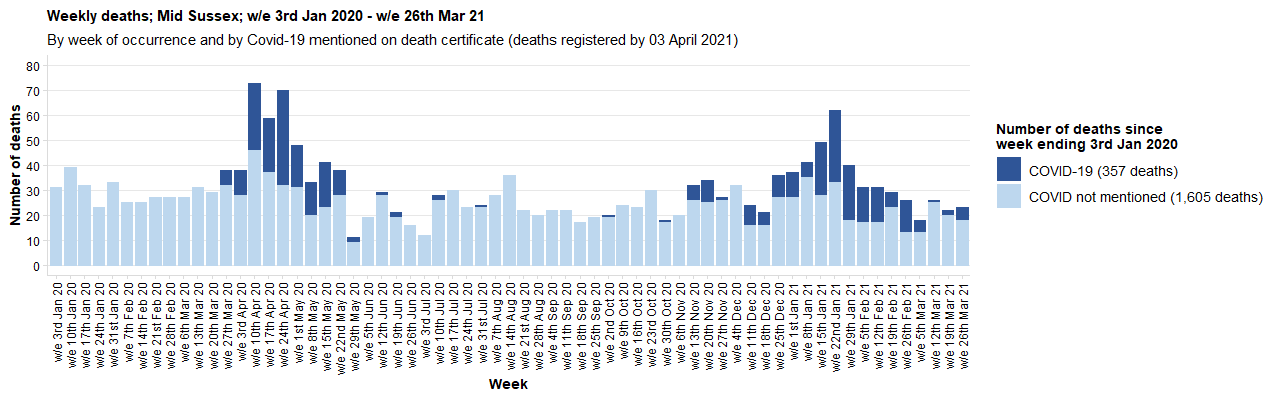 Weekly deaths; Mid Sussex; w/e 3rd Jan 2020 - w/e 26th Mar 21
By week of occurrence and by Covid-19 mentioned on death certificate (deaths registered by 03 April 2021)
Number of deaths
80
70
60
50
40
30
20
10
0
w/e 3rd Jan 20
w/e 10th Jan 20
w/e 17th Jan 20
w/e 24th Jan 20
w/e 31st Jan 20
w/e 7th Feb 20
w/e 14th Feb 20
w/e 21st Feb 20
w/e 28th Feb 20
w/e 6th Mar 20
w/e 13th Mar 20
w/e 20th Mar 20
w/e 27th Mar 20
w/e 3rd Apr 20
w/e 10th Apr 20
w/e 17th Apr 20
w/e 24th Apr 20
w/e 1st May 20
w/e 8th May 20
w/e 15th May 20
w/e 22nd May 20
w/e 29th May 20
w/e 5th Jun 20
w/e 12th Jun 20
w/e 19th Jun 20
w/e 26th Jun 20
w/e 3rd Jul 20
w/e 10th Jul 20
w/e 17th Jul 20
w/e 24th Jul 20
w/e 31st Jul 20
w/e 7th Aug 20
w/e 14th Aug 20
w/e 21st Aug 20
w/e 28th Aug 20
w/e 4th Sep 20
w/e 11th Sep 20
w/e 18th Sep 20
w/e 25th Sep 20
w/e 2nd Oct 20
w/e 9th Oct 20
w/e 16th Oct 20
w/e 23rd Oct 20
w/e 30th Oct 20
w/e 6th Nov 20
w/e 13th Nov 20
w/e 20th Nov 20
w/e 27th Nov 20
w/e 4th Dec 20
w/e 11th Dec 20
w/e 18th Dec 20
w/e 25th Dec 20
w/e 1st Jan 21
w/e 8th Jan 21
w/e 15th Jan 21
w/e 22nd Jan 21
w/e 29th Jan 21
w/e 5th Feb 21
w/e 12th Feb 21
w/e 19th Feb 21
w/e 26th Feb 21
w/e 5th Mar 21
w/e 12th Mar 21
w/e 19th Mar 21
w/e 26th Mar 21
Week
Number of deaths since
week ending 3rd Jan 2020
COVID-19 (357 deaths)
COVID not mentioned (1,605 deaths)